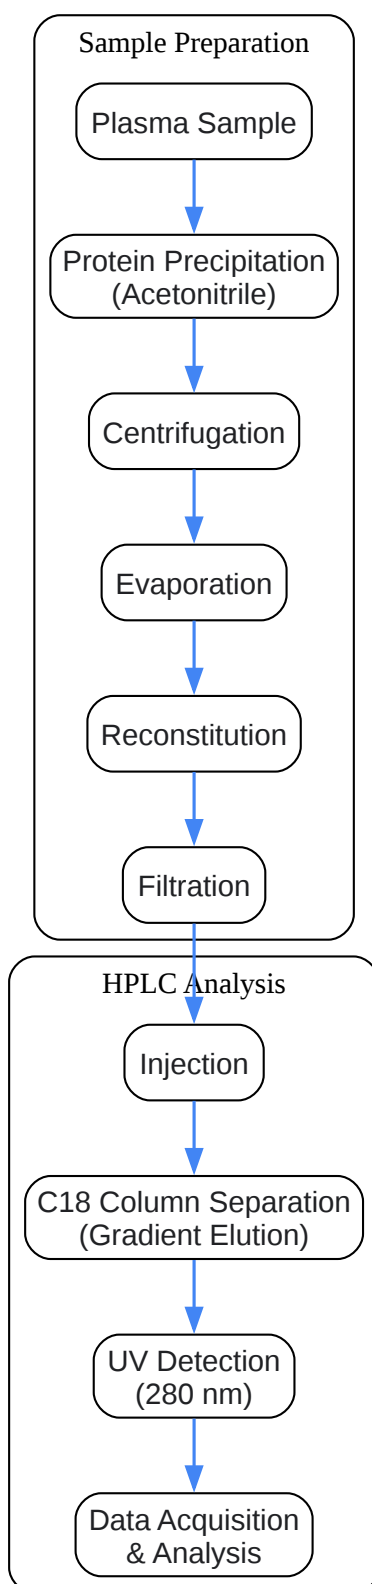 Sample Preparation
Plasma Sample
Protein Precipitation
(Acetonitrile)
Centrifugation
Evaporation
Reconstitution
Filtration
HPLC Analysis
Injection
C18 Column Separation
(Gradient Elution)
UV Detection
(280 nm)
Data Acquisition
& Analysis